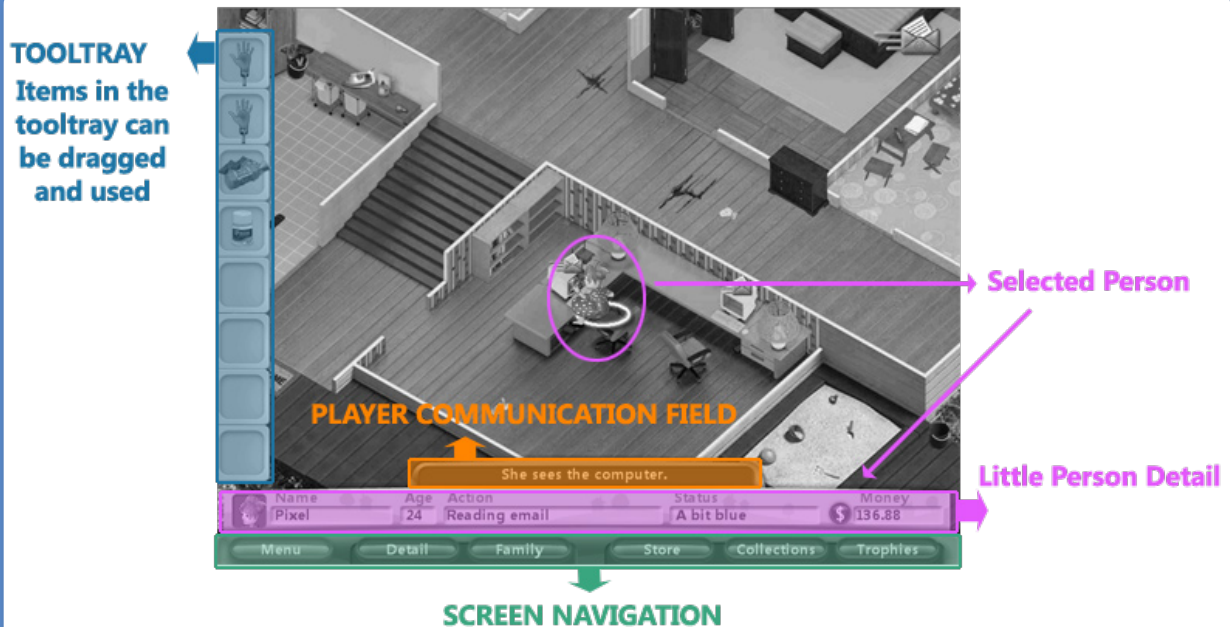 TOOLTRAY
Items in the
tooltray can
be dragged
and used
Selected Person
PLAYER COMMUNICATION FIELD
She sees the computer.
Little Person Detail
Name Age Action Status Money
Pixel 24 Reading email A bit blue $ 136.88
Menu Detail Family Store Collections Trophies
SCREEN NAVIGATION